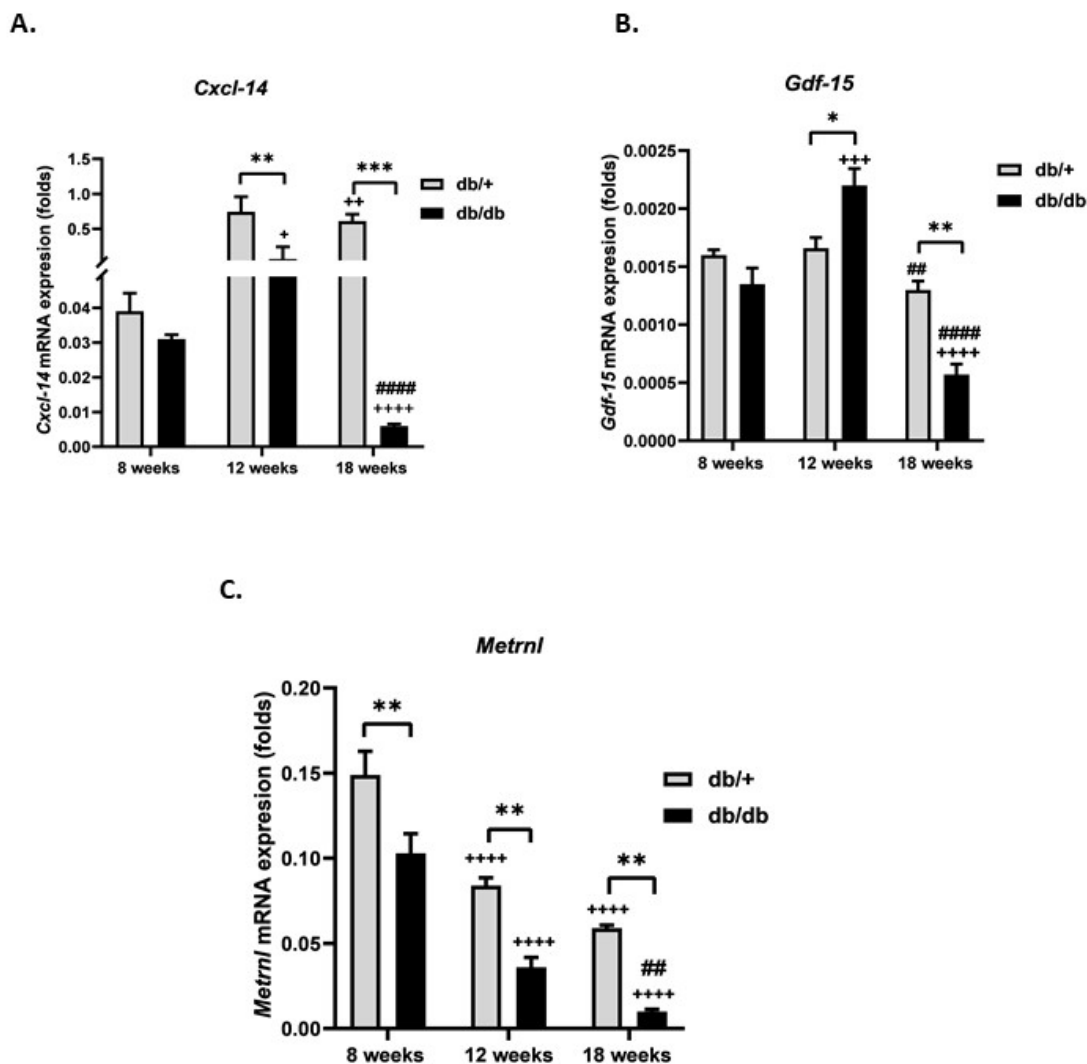 A.
Cxcl-14
Cxcl-14 mRNA expresion (folds)
1.5
1.0
0.5
0.04
0.03
0.02
0.01
0.00
**
+
***
++
####
++++
8 weeks
12 weeks
18 weeks
db/+
db/db
B.
Gdf-15
Gdf-15 mRNA expresion (folds)
0.0025
0.0020
0.0015
0.0010
0.0005
0.0000
*
+++
**
##
####
++++
8 weeks
12 weeks
18 weeks
db/+
db/db
C.
Metrnl
Metrnl mRNA expresion (folds)
0.20
0.15
0.10
0.05
0.00
**
**
++++
++++
**
++++
##
++++
8 weeks
12 weeks
18 weeks
db/+
db/db